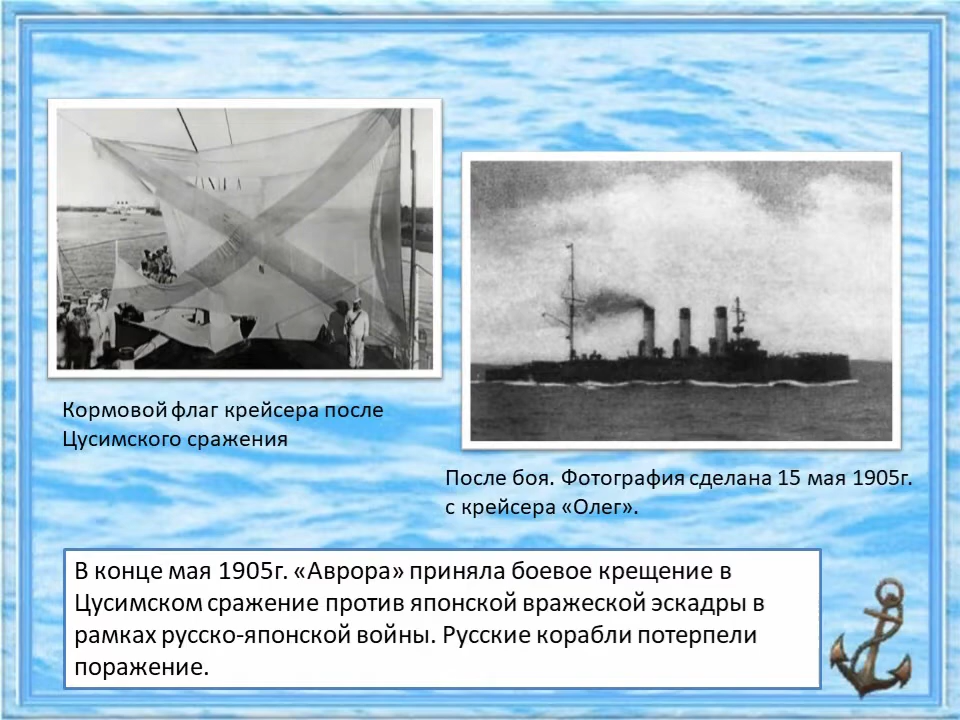 Кормовой флаг крейсера после
Цусимского сражения
После боя. Фотография сделана 15 мая 1905г.
с крейсера «Олег».
В конце мая 1905г. «Аврора» приняла боевое крещение в
Цусимском сражение против японской вражеской эскадры в
рамках русско-японской войны. Русские корабли потерпели
поражение.